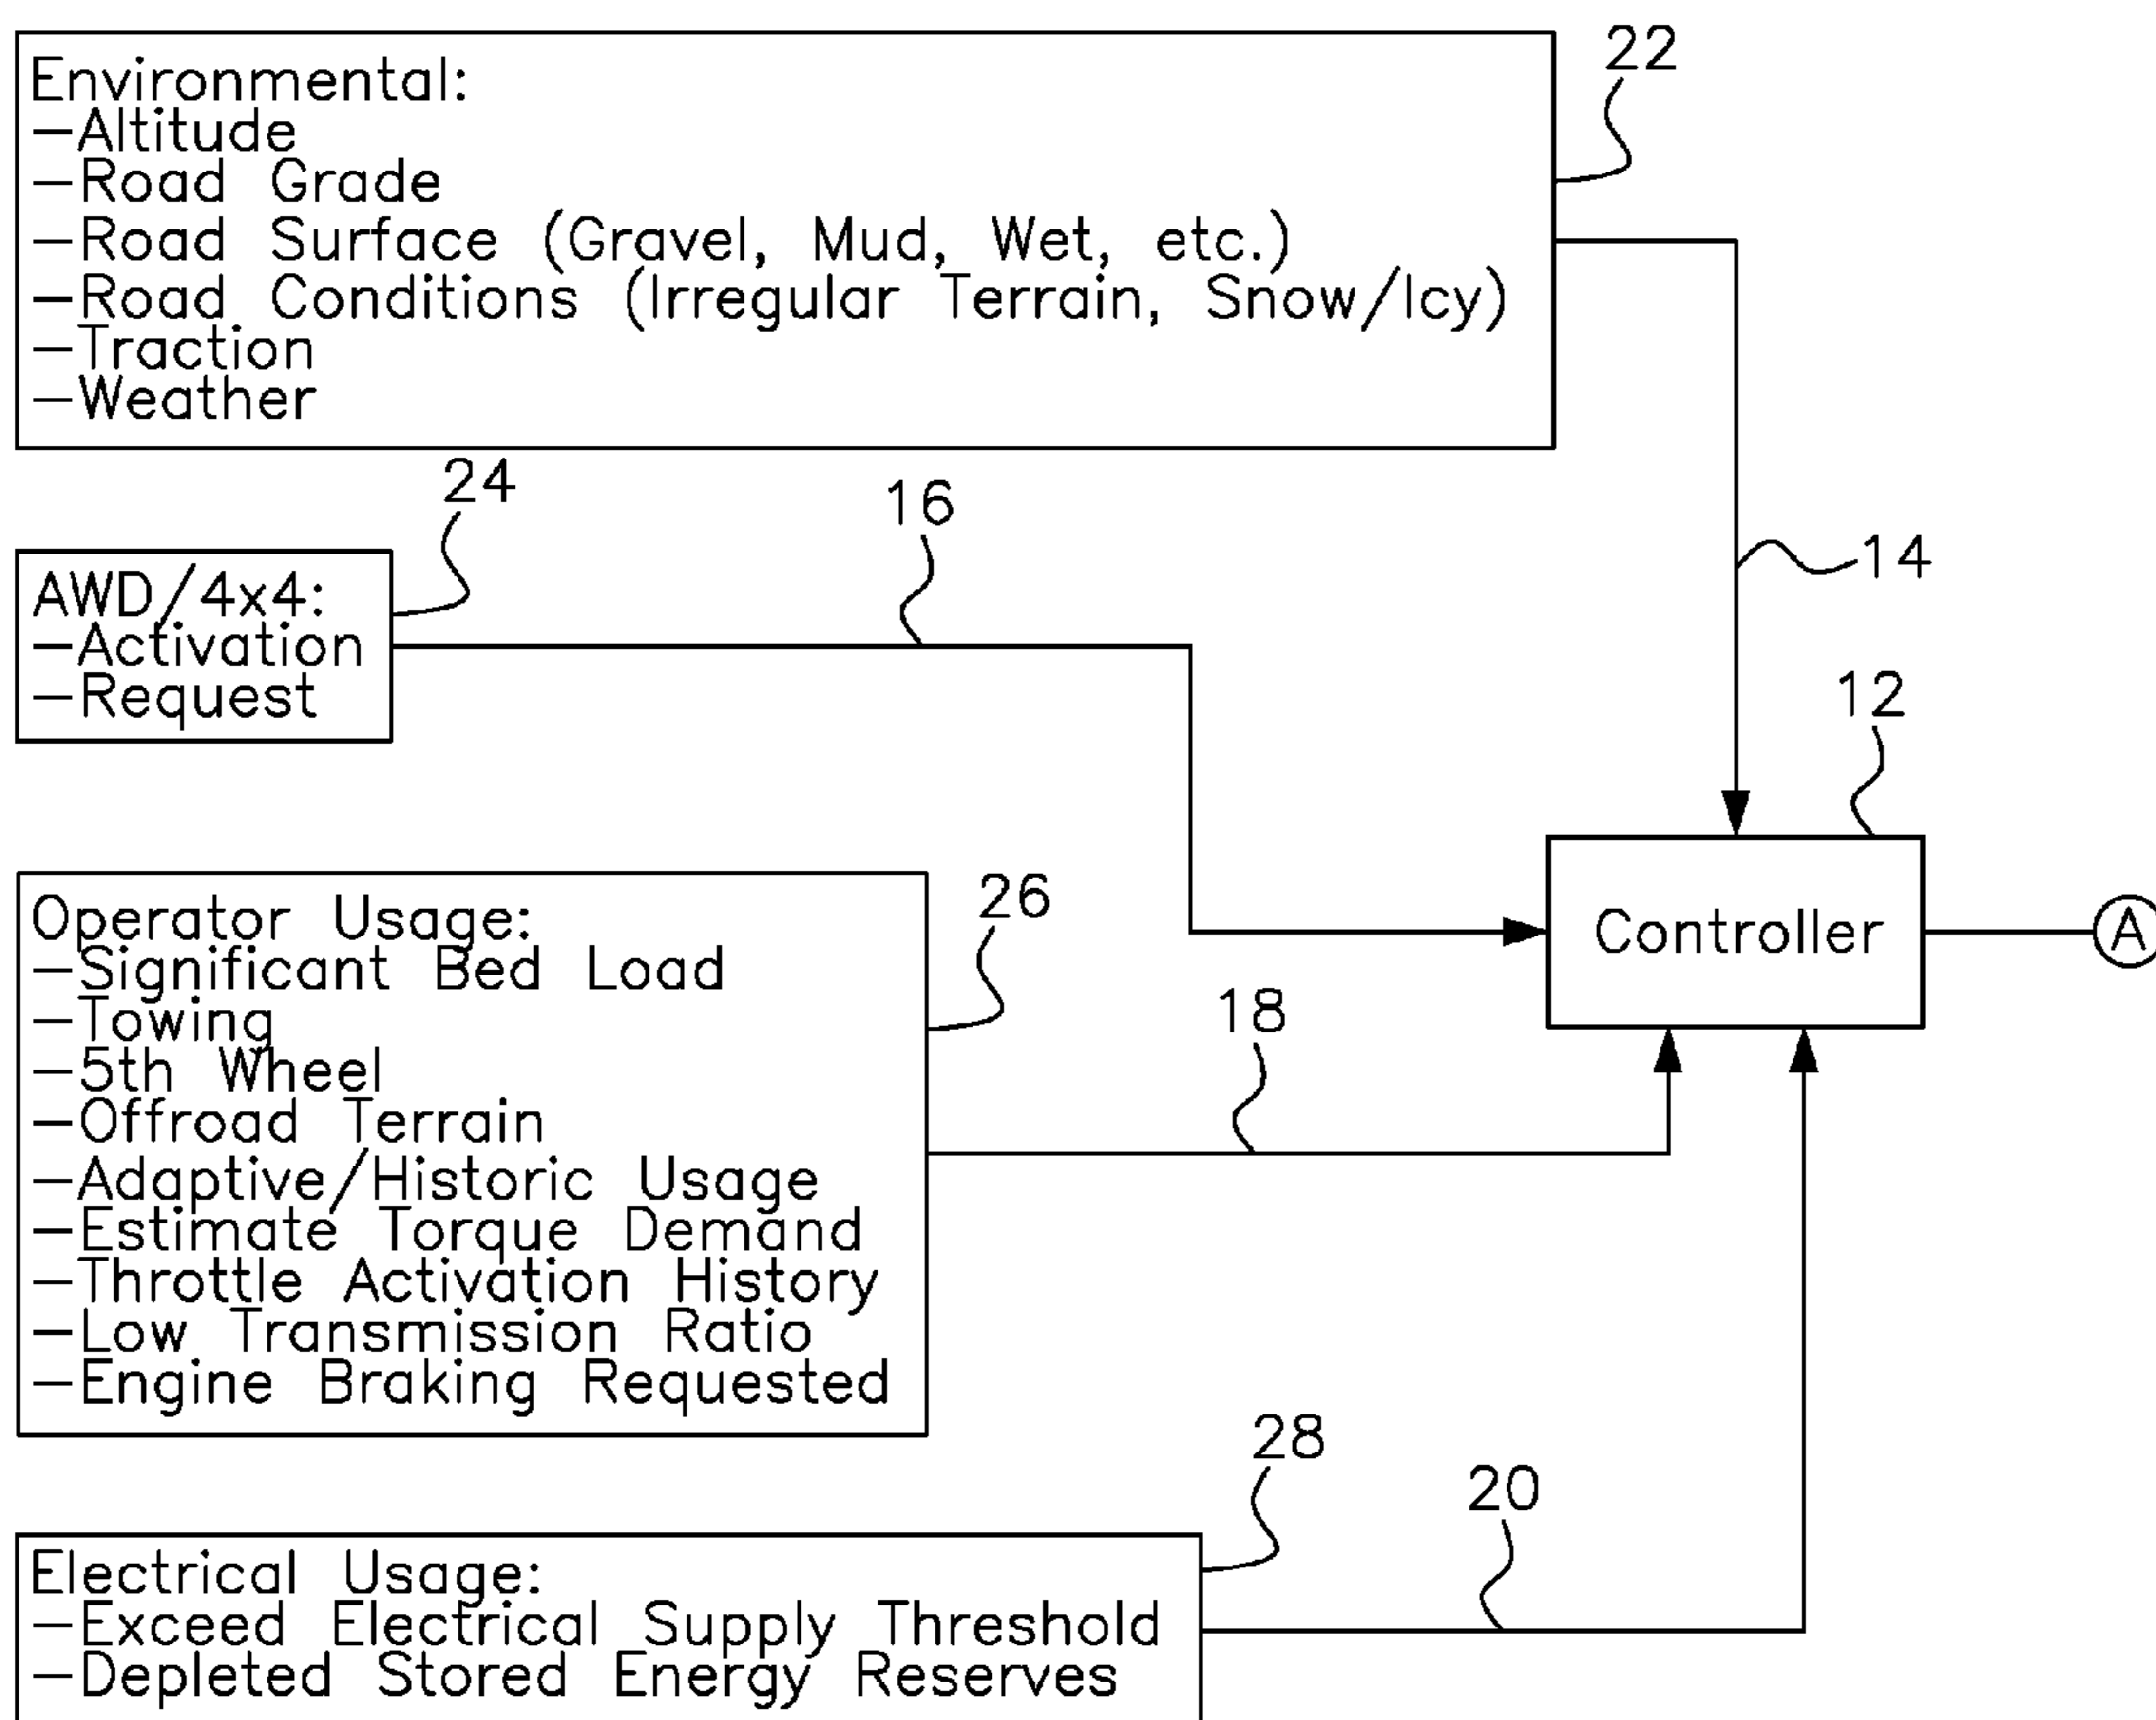 22
Environmental:
-Altitude
-Road Grade
-Road Surface (Gravel, Mud, Wet, etc.)
-Road Conditions (Irregular Terrain, Snow/Icy)
-Traction
-Weather
24
16
14
AWD/4x4:
-Activation
-Request
12
Controller
A
26
Operator Usage:
-Significant Bed Load
-Towing
-5th Wheel
-Offroad Terrain
-Adaptive/Historic Usage
-Estimate Torque Demand
-Throttle Activation History
-Low Transmission Ratio
-Engine Braking Requested
18
28
20
Electrical Usage:
-Exceed Electrical Supply Threshold
-Depleted Stored Energy Reserves